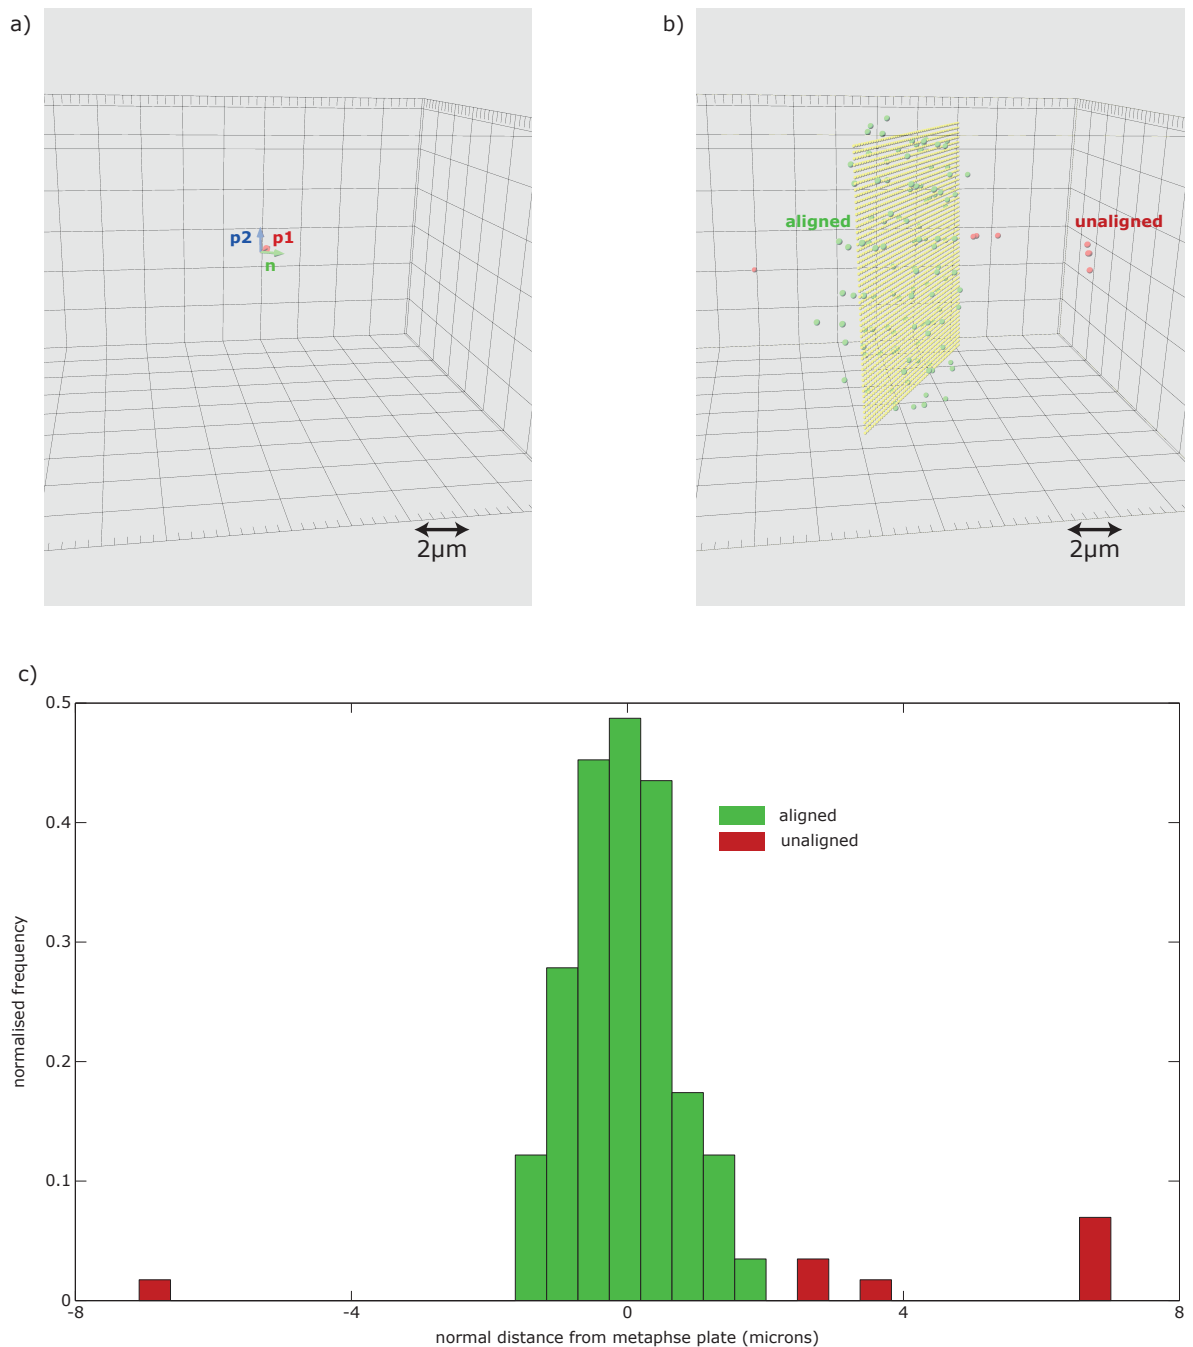 a)
p2
p1
n
2µm
b)
aligned
unaligned
2µm
c)
0.5
0.4
0.3
0.2
0.1
0
normalised frequency
aligned
unaligned
-8
-4
0
4
8
normal distance from metaphse plate (microns)